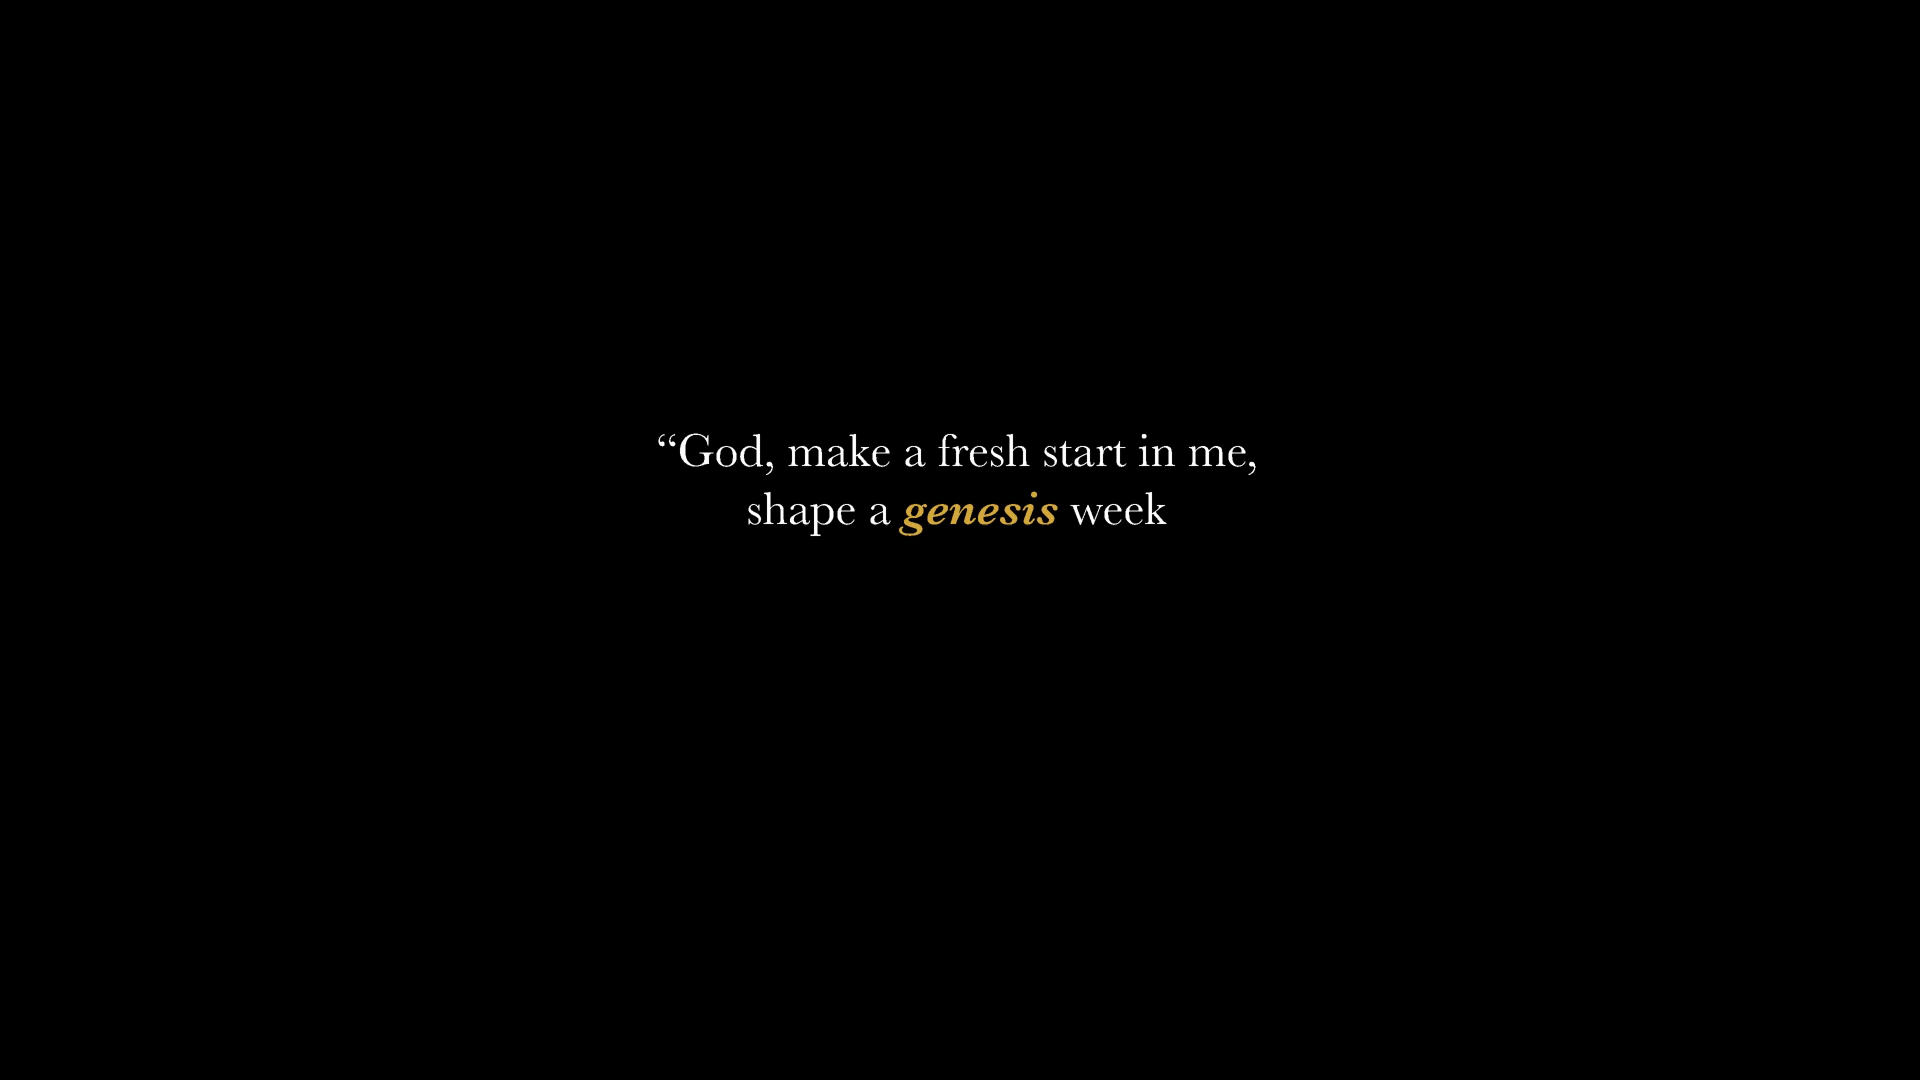 “God, make a fresh start in me,
shape a genesis week